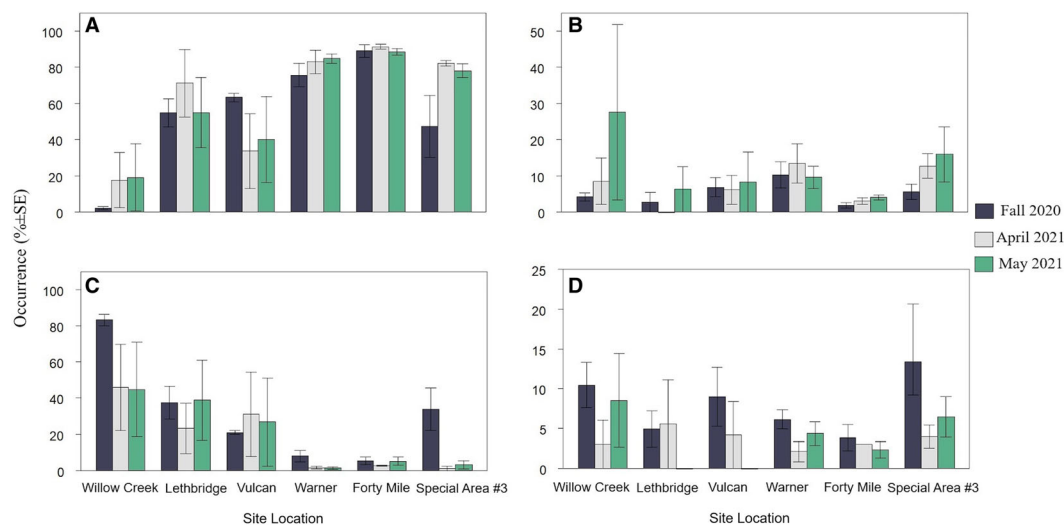 A
B
100
80
60
40
20
0
50
40
30
20
10
0
Occurrence (%±SE)
Fall 2020
April 2021
May 2021
C
D
100
80
60
40
20
0
25
20
15
10
5
0
Willow Creek Lethbridge Vulcan Warner Forty Mile Special Area #3
Willow Creek Lethbridge Vulcan Warner Forty Mile Special Area #3
Site Location
Site Location